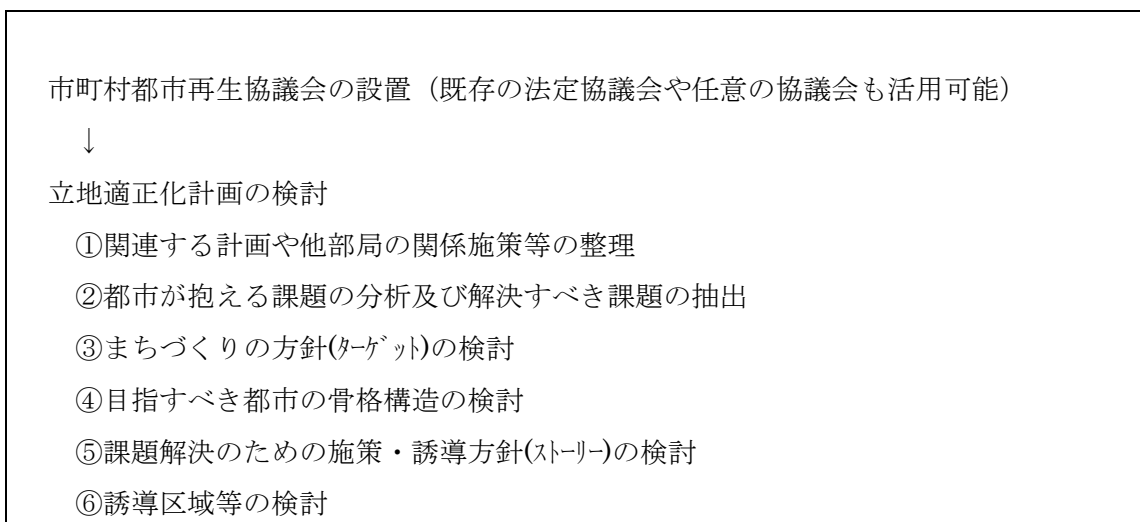 市町村都市再生協議会の設置（既存の法定協議会や任意の協議会も活用可能）
↓
立地適正化計画の検討
①関連する計画や他部局の関係施策等の整理
②都市が抱える課題の分析及び解決すべき課題の抽出
③まちづくりの方針(ﾀｰｹﾞｯﾄ)の検討
④目指すべき都市の骨格構造の検討
⑤課題解決のための施策・誘導方針(ｽﾄｰﾘｰ)の検討
⑥誘導区域等の検討